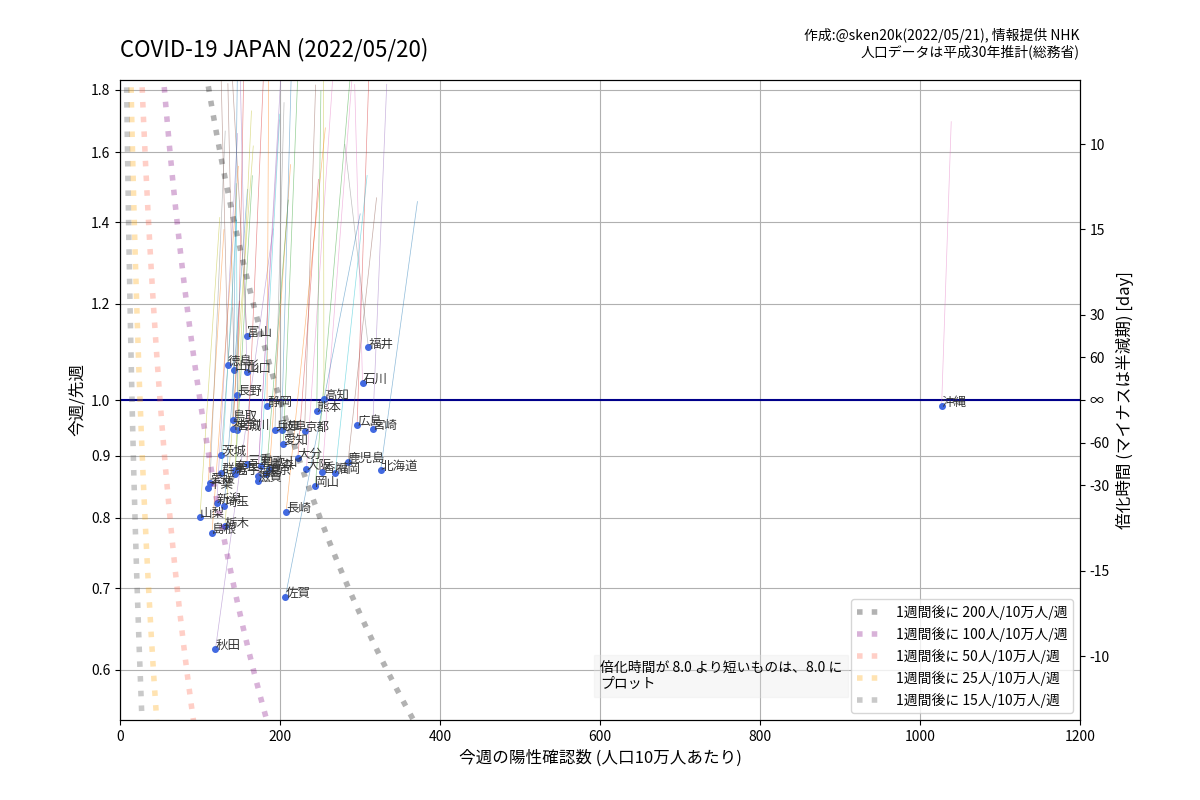 COVID-19 JAPAN (2022/05/20)
作成:@sken20k(2022/05/21), 情報提供 NHK
人口データは平成30年推計(総務省)
1.8
1.6
1.4
1.2
1.0
0.9
0.8
0.7
0.6
今週/先週
10
15
30
60
∞
-60
-30
-15
-10
倍化時間 (マイナスは半減期) [day]
富山
福井
徳島
山口
石川
長野
高知
静岡
熊本
沖縄
鳥取
広島
宮崎
京都
愛知
茨城
大分
鹿児島
大阪
北海道
岡山
滋賀
千葉
新潟
埼玉
山梨
長崎
栃木
島根
佐賀
秋田
倍化時間が 8.0 より短いものは、8.0 に
プロット
1週間後に 200人/10万人/週
1週間後に 100人/10万人/週
1週間後に 50人/10万人/週
1週間後に 25人/10万人/週
1週間後に 15人/10万人/週
0
200
400
600
800
1000
1200
今週の陽性確認数 (人口10万人あたり)